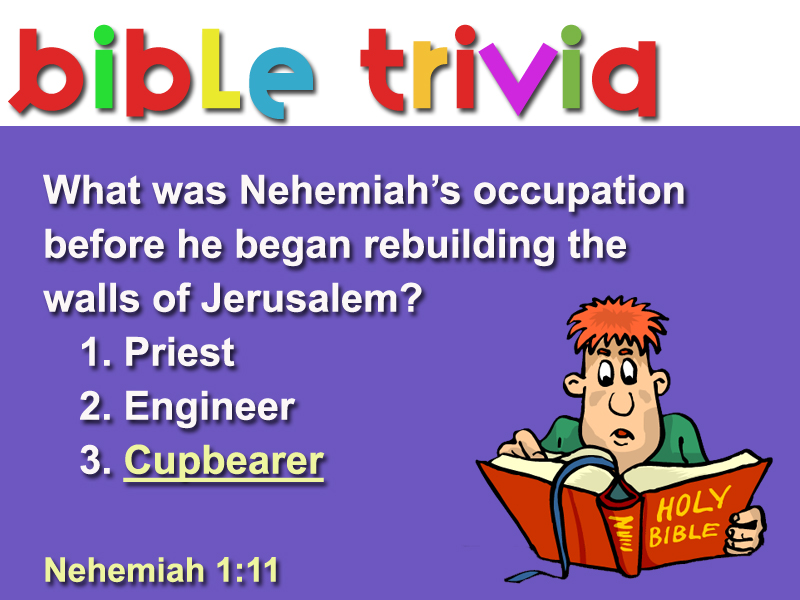 bible trivia
What was Nehemiah’s occupation
before he began rebuilding the
walls of Jerusalem?
1. Priest
2. Engineer
3. Cupbearer
HOLY
BIBLE
Nehemiah 1:11